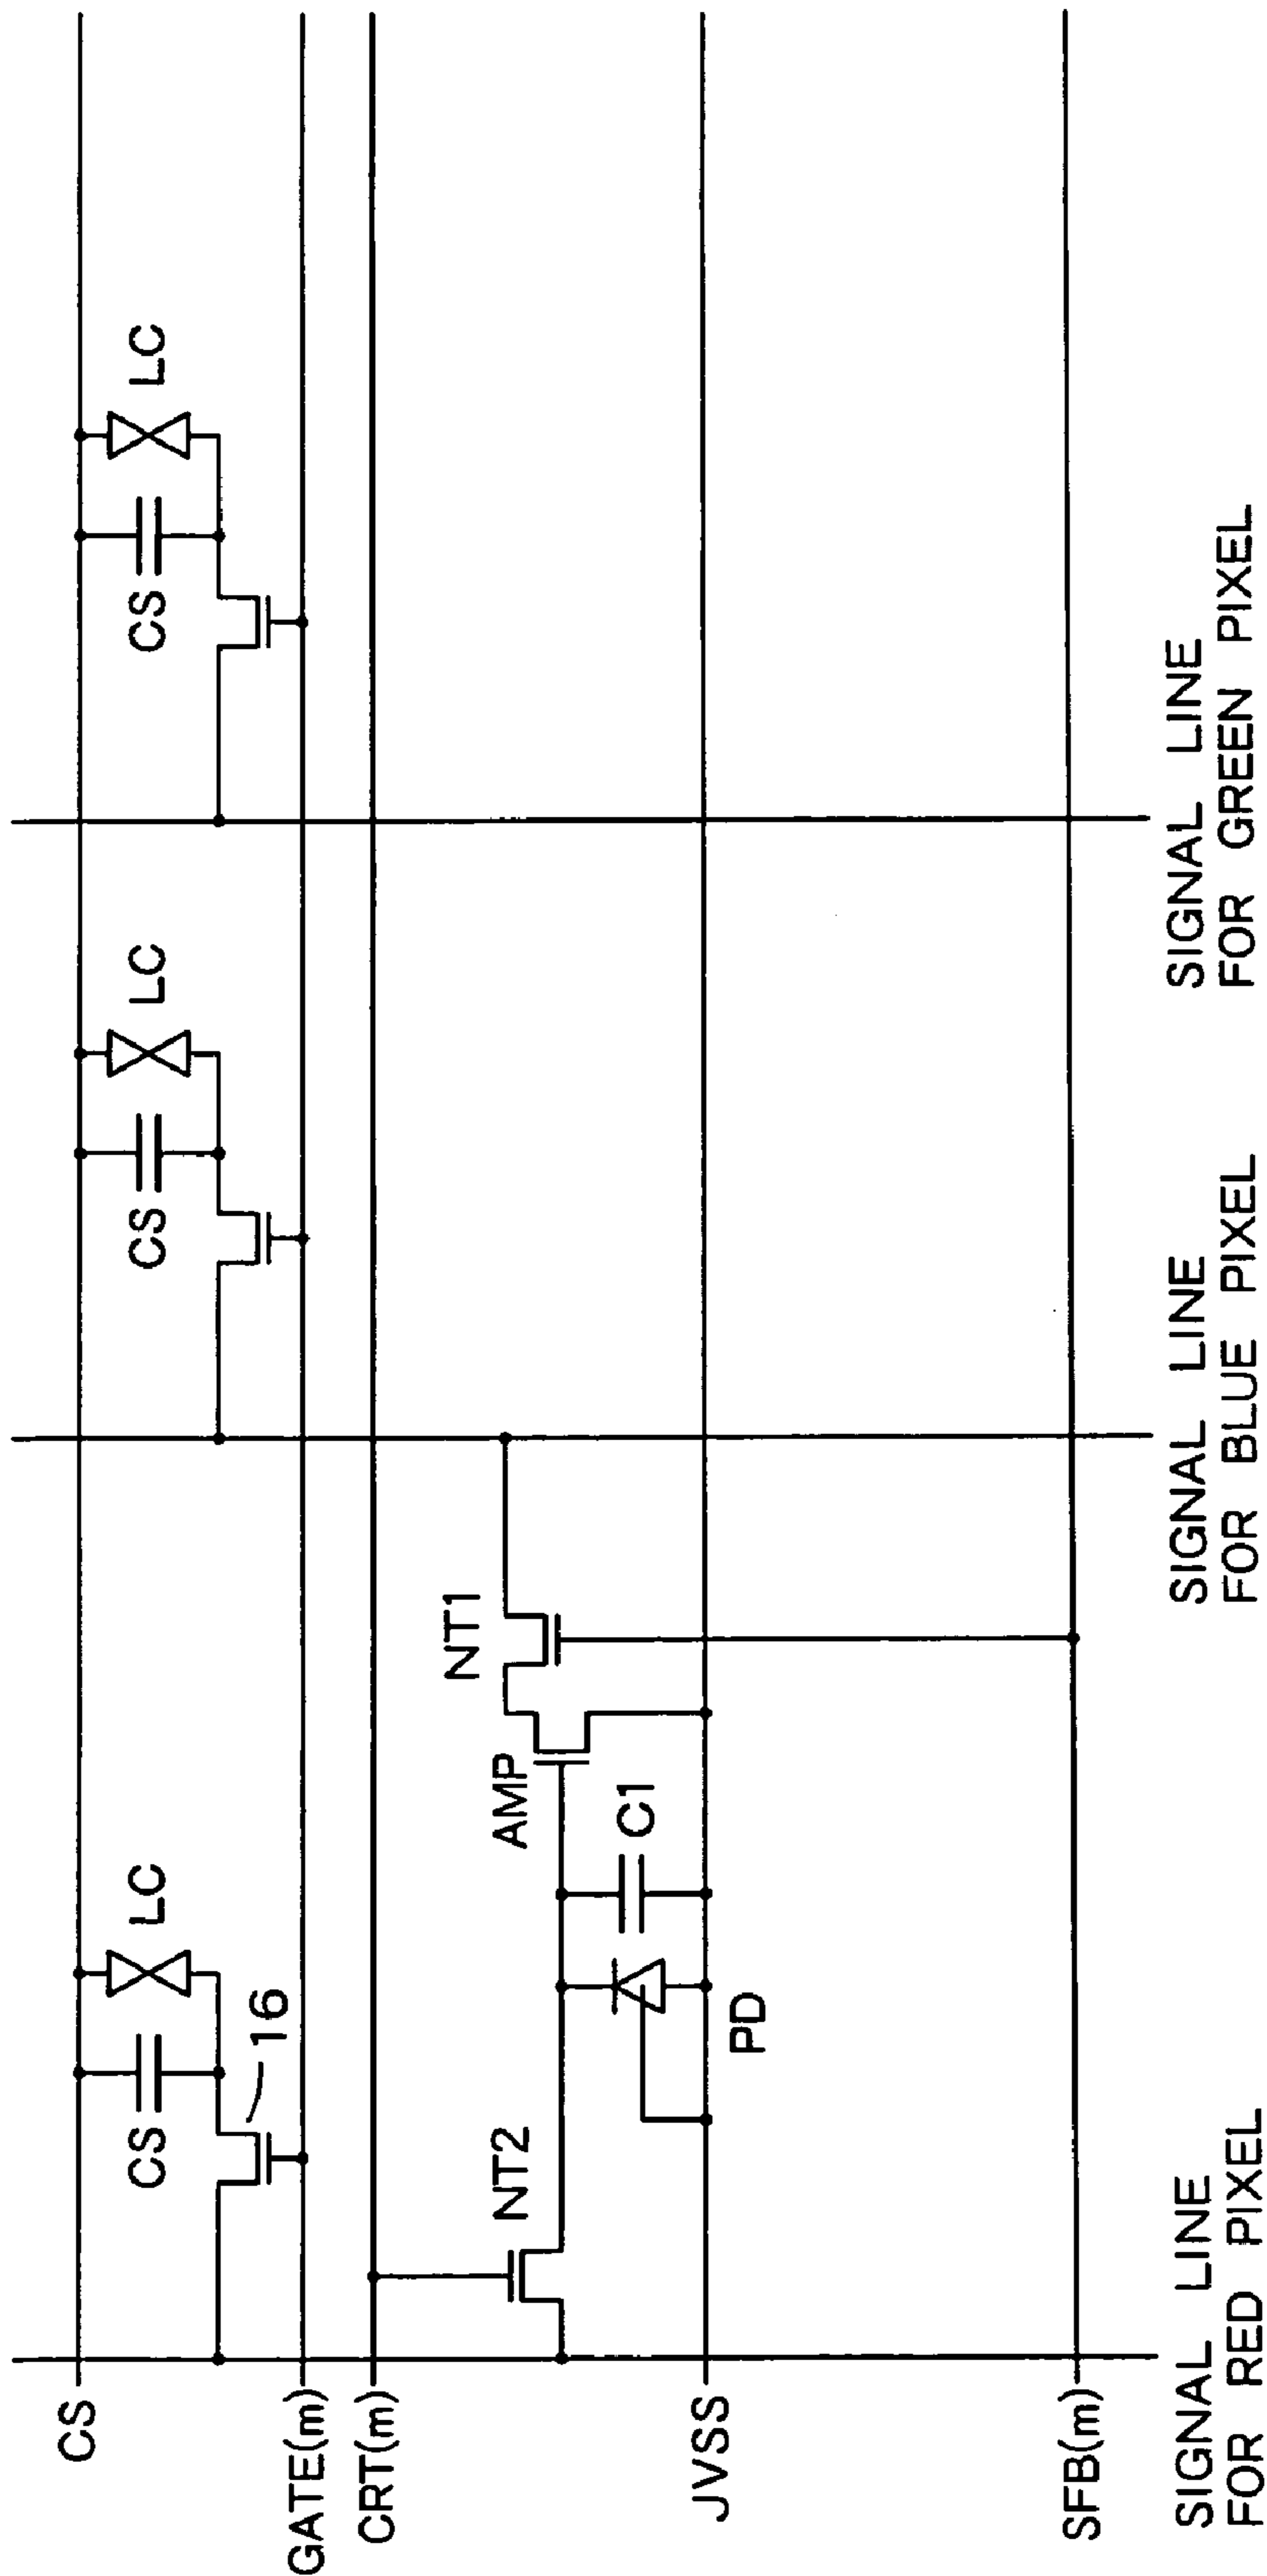 CS
GATE(m)
CRT(m)
JVSS
SFB(m)
CS
LC
16
CS
LC
CS
LC
NT2
PD
C1
AMP
NT1
SIGNAL LINE
FOR RED PIXEL
SIGNAL LINE
FOR BLUE PIXEL
SIGNAL LINE
FOR GREEN PIXEL